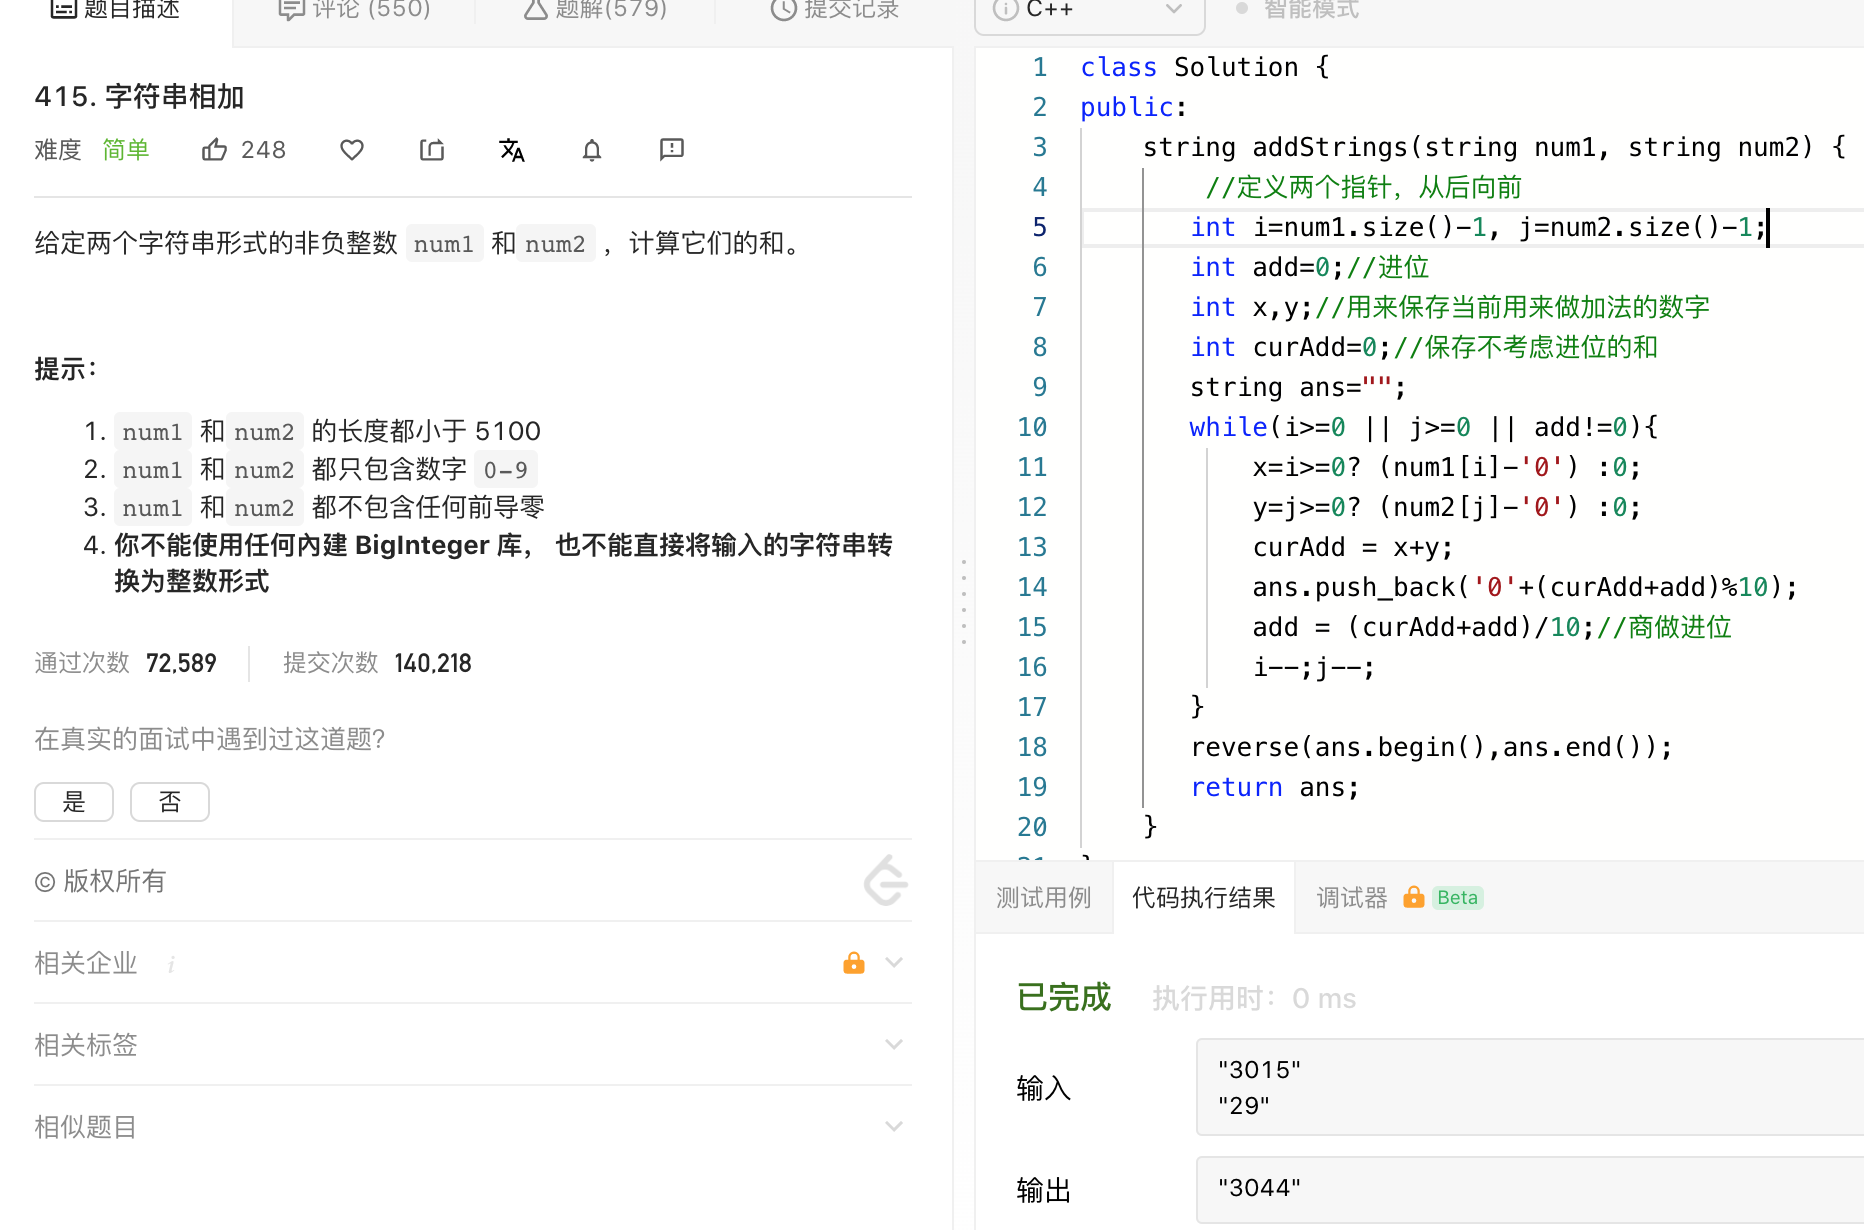 题目描述
评论 (550)
题解(579)
提交记录
415. 字符串相加
难度 简单 248
给定两个字符串形式的非负整数 num1 和 num2 ，计算它们的和。
提示：
1. num1 和 num2 的长度都小于 5100
2. num1 和 num2 都只包含数字 0-9
3. num1 和 num2 都不包含任何前导零
4. 你不能使用任何內建 BigInteger 库， 也不能直接将输入的字符串转
换为整数形式
通过次数 72,589 提交次数 140,218
在真实的面试中遇到过这道题?
是 否
© 版权所有
相关企业 i
相关标签
相似题目
C++ 智能模式
1 class Solution {
2 public:
3 string addStrings(string num1, string num2) {
4 //定义两个指针，从后向前
5 int i=num1.size()-1, j=num2.size()-1;
6 int add=0;//进位
7 int x,y;//用来保存当前用来做加法的数字
8 int curAdd=0;//保存不考虑进位的和
9 string ans="";
10 while(i>=0 || j>=0 || add!=0){
11 x=i>=0? (num1[i]-'0') :0;
12 y=j>=0? (num2[j]-'0') :0;
13 curAdd = x+y;
14 ans.push_back('0'+(curAdd+add)%10);
15 add = (curAdd+add)/10;//商做进位
16 i--;j--;
17 }
18 reverse(ans.begin(),ans.end());
19 return ans;
20 }
测试用例 代码执行结果 调试器 Beta
已完成 执行用时：0 ms
输入
"3015"
"29"
输出
"3044"